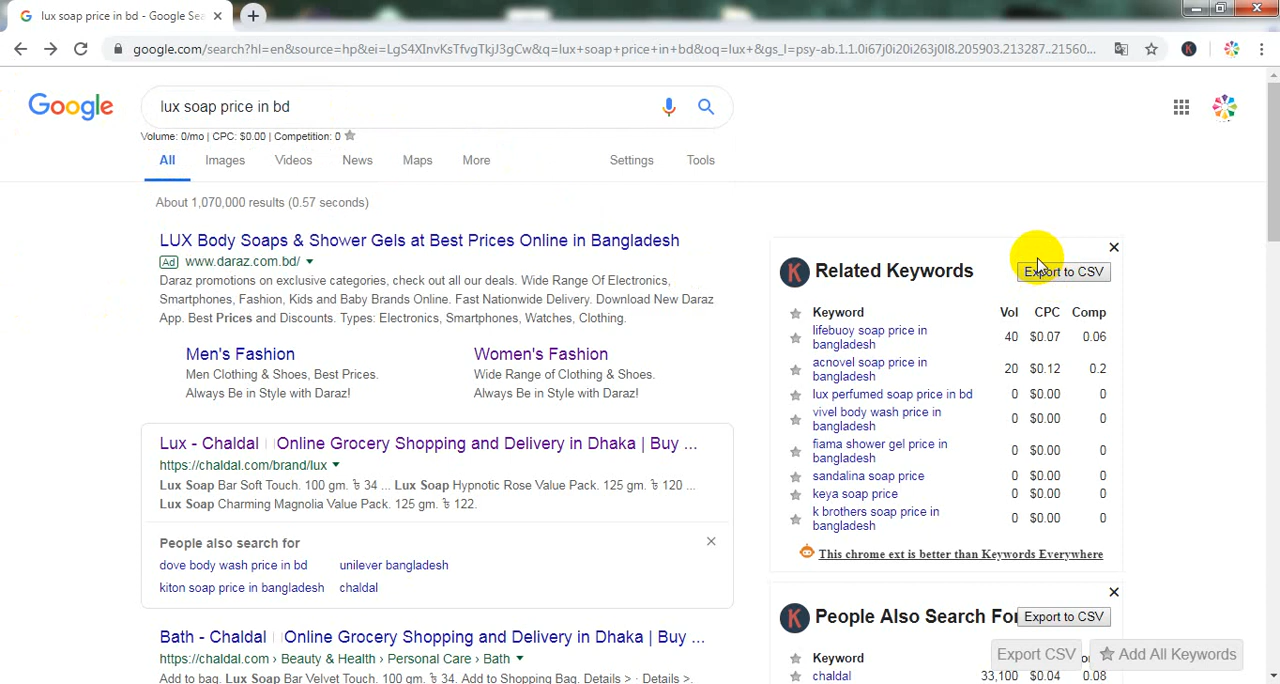 lux soap price in bd - Google Sea
google.com/search?hl=en&source=hp&ei=LgS4XInvKsTfvgTkjJ3gCw&q=lux+soap+price+in+bd&oq=lux+&gs_l=psy-ab.1.1.0i67j0i20i263j0l8.205903.213287..21560...
Google
lux soap price in bd
Volume: 0/mo | CPC: $0.00 | Competition: 0
All Images Videos News Maps More Settings Tools
About 1,070,000 results (0.57 seconds)
LUX Body Soaps & Shower Gels at Best Prices Online in Bangladesh
Ad www.daraz.com.bd/
Daraz promotions on exclusive categories, check out all our deals. Wide Range Of Electronics,
Smartphones, Fashion, Kids and Baby Brands Online. Fast Nationwide Delivery. Download New Daraz
App. Best Prices and Discounts. Types: Electronics, Smartphones, Watches, Clothing.
Men's Fashion
Men Clothing & Shoes, Best Prices.
Always Be in Style with Daraz!
Women's Fashion
Wide Range of Clothing & Shoes.
Always Be in Style with Daraz!
Lux - Chaldal | Online Grocery Shopping and Delivery in Dhaka | Buy ...
https://chaldal.com/brand/lux
Lux Soap Bar Soft Touch. 100 gm. ৳ 34 ... Lux Soap Hypnotic Rose Value Pack. 125 gm. ৳ 120 ...
Lux Soap Charming Magnolia Value Pack. 125 gm. ৳ 122.
People also search for
dove body wash price in bd unilever bangladesh
kiton soap price in bangladesh chaldal
Bath - Chaldal | Online Grocery Shopping and Delivery in Dhaka | Buy ...
https://chaldal.com › Beauty & Health › Personal Care › Bath
Add to bag. Lux Soap Bar Velvet Touch. 100 gm. ৳ 34. Add to Shopping Bag. Details > · Details >.
K Related Keywords Export to CSV
Keyword Vol CPC Comp
lifebuoy soap price in
bangladesh 40 $0.07 0.06
acnovel soap price in
bangladesh 20 $0.12 0.2
lux perfumed soap price in bd 0 $0.00 0
vivel body wash price in
bangladesh 0 $0.00 0
fiama shower gel price in
bangladesh 0 $0.00 0
sandalina soap price 0 $0.00 0
keya soap price 0 $0.00 0
k brothers soap price in
bangladesh 0 $0.00 0
This chrome ext is better than Keywords Everywhere
K People Also Search For Export to CSV
Keyword
chaldal 33,100 $0.04 0.08
Export CSV Add All Keywords